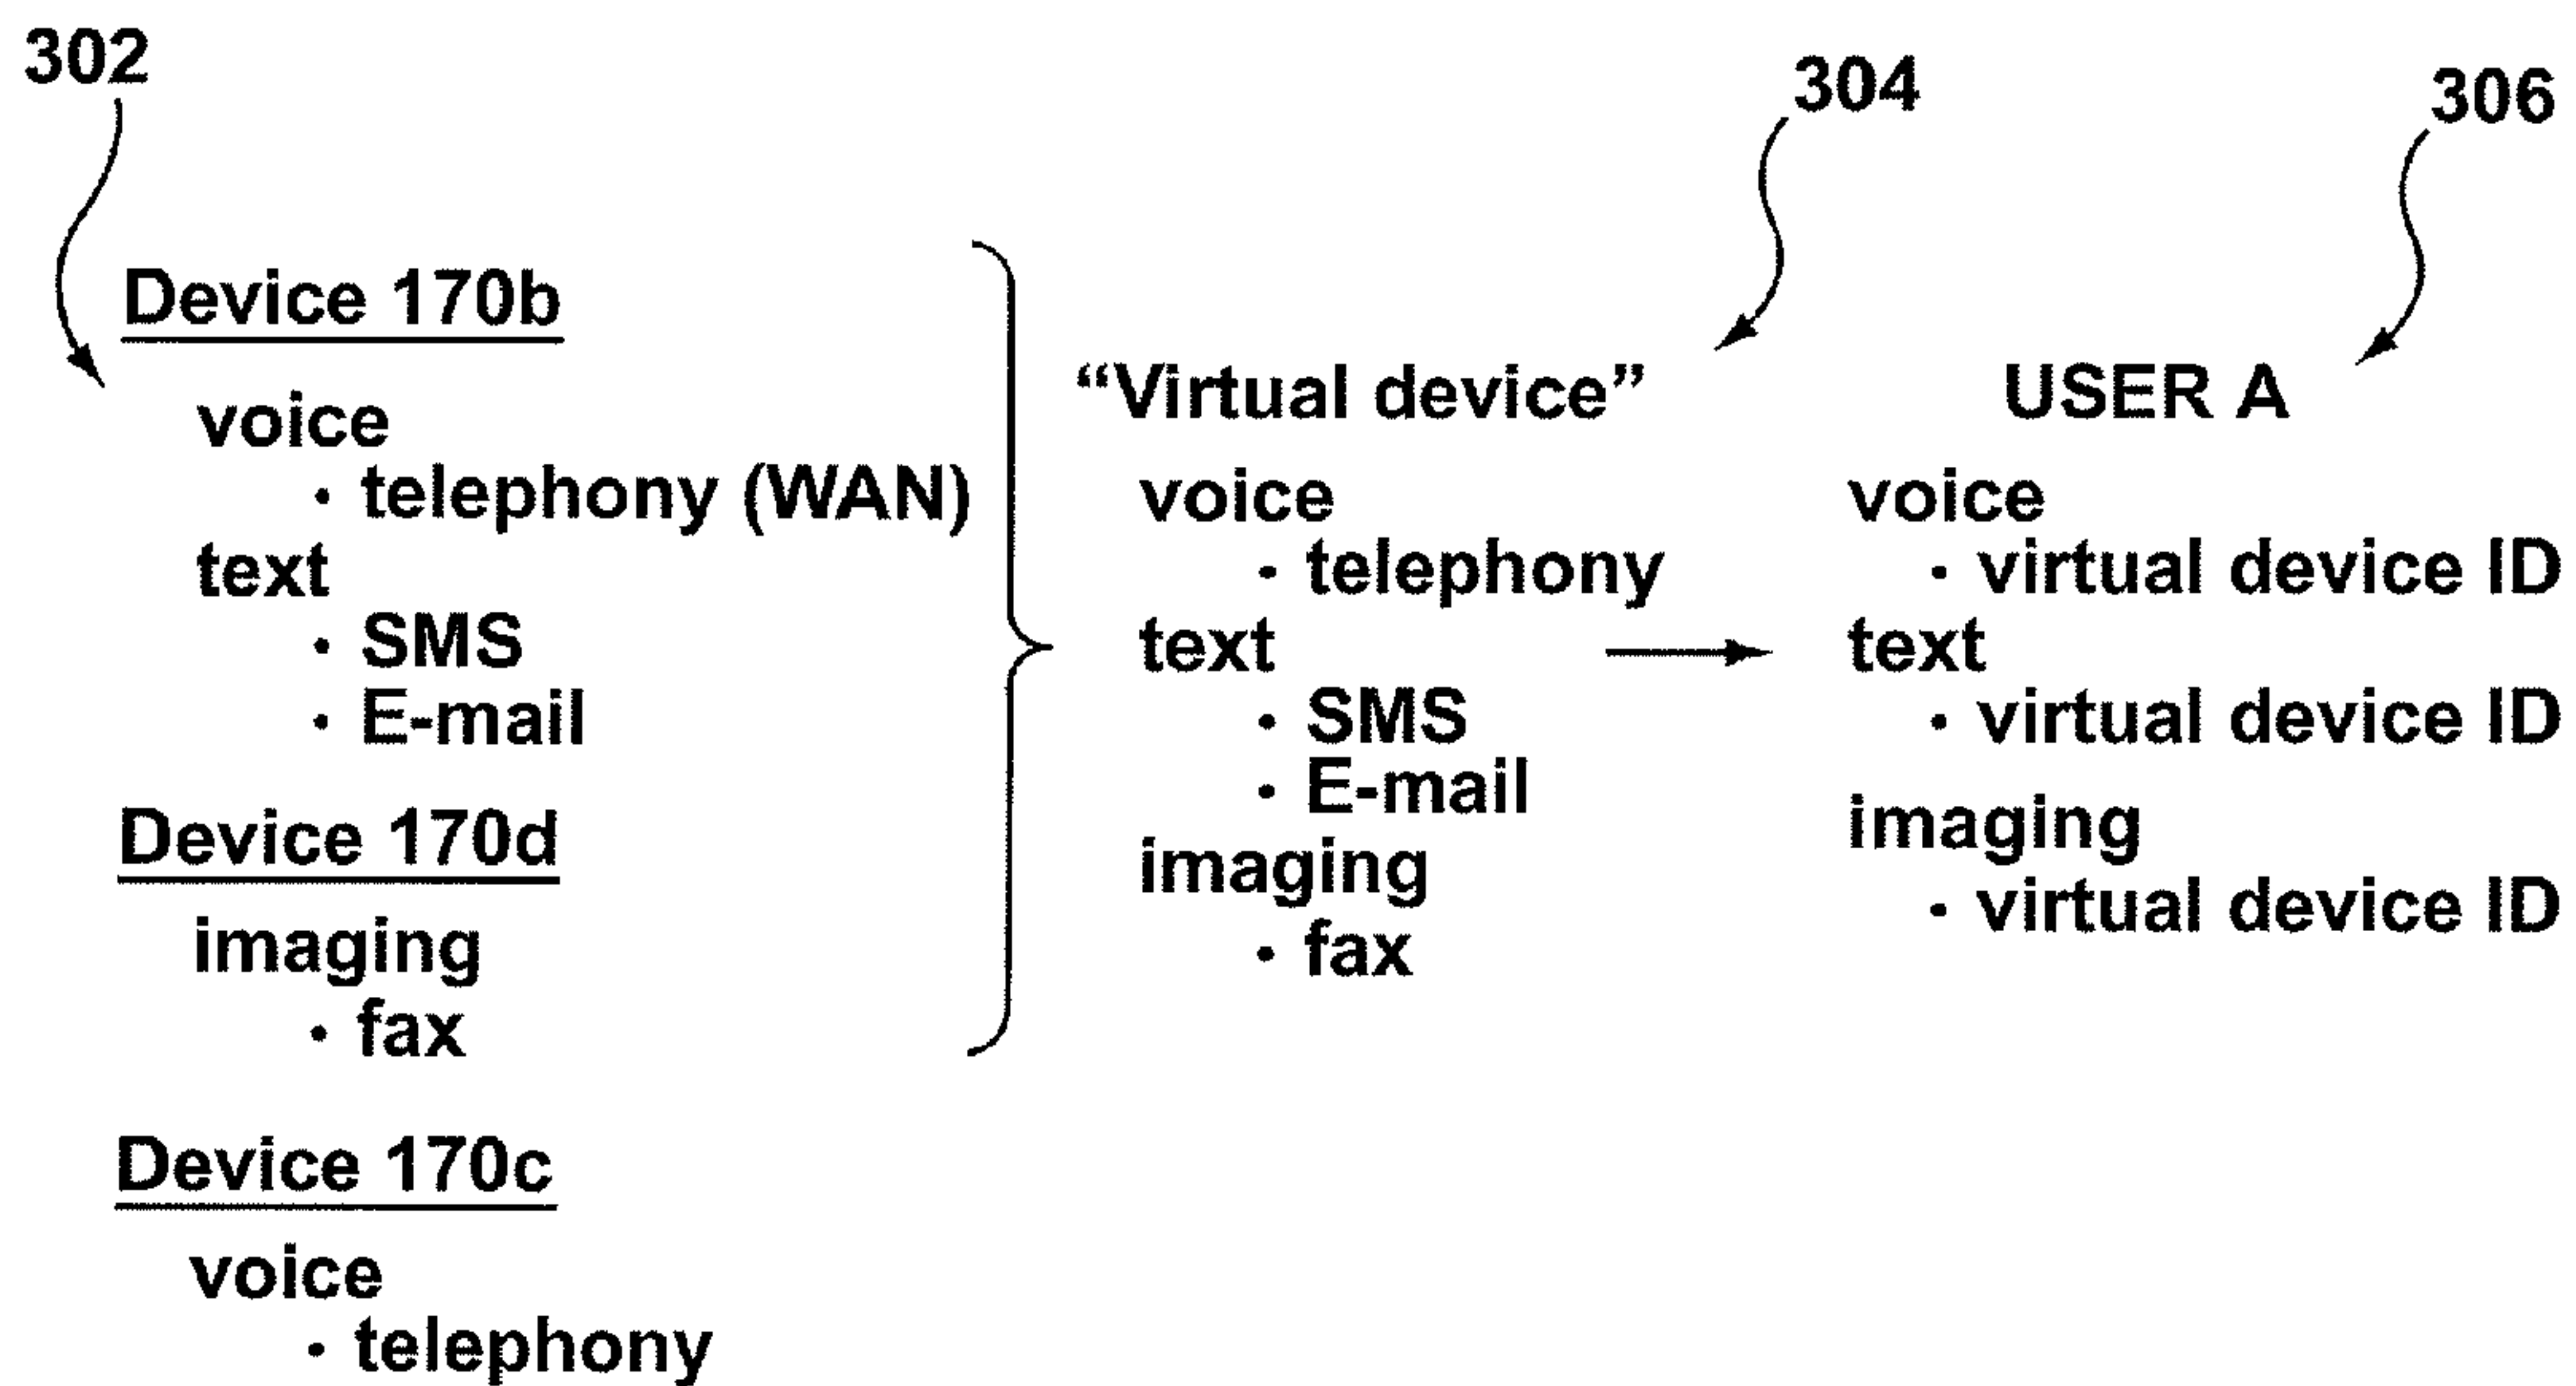 302
304
306
Device 170b
voice
· telephony (WAN)
text
· SMS
· E-mail
Device 170d
imaging
· fax
Device 170c
voice
· telephony
“Virtual device”
voice
· telephony
text
· SMS
· E-mail
imaging
· fax
USER A
voice
· virtual device ID
text
· virtual device ID
imaging
· virtual device ID